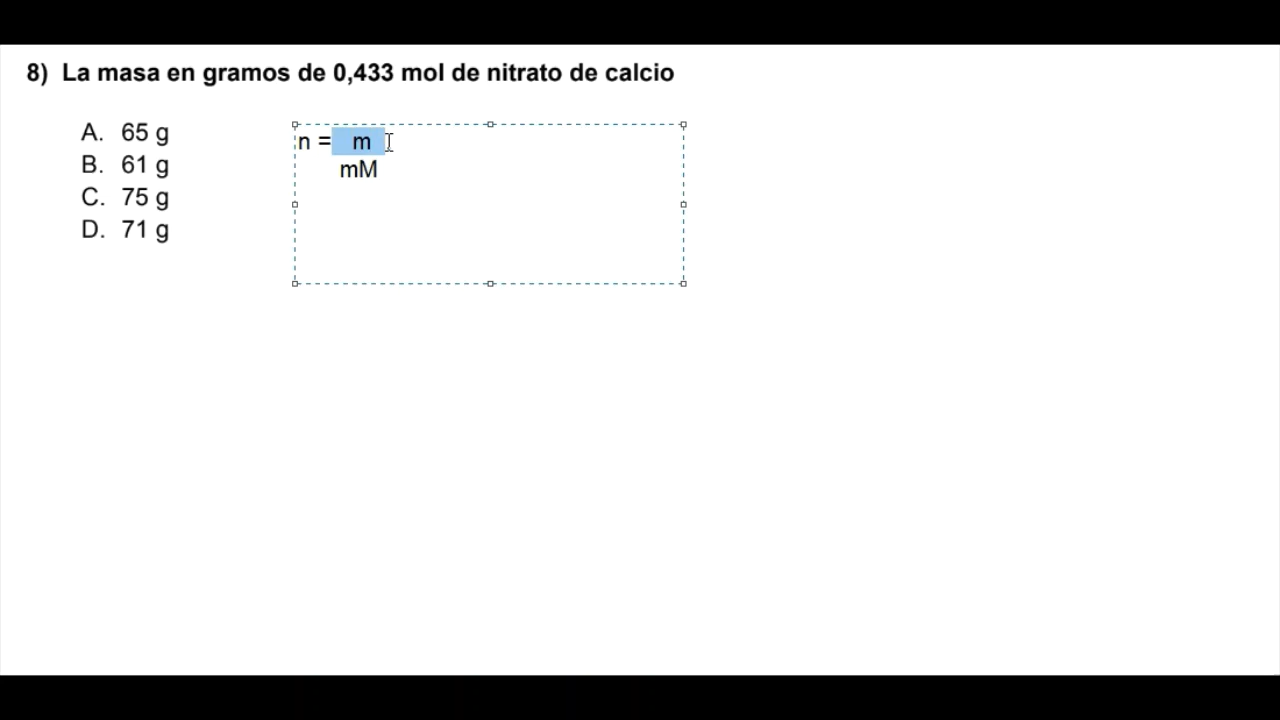 8) La masa en gramos de 0,433 mol de nitrato de calcio
A. 65 g
B. 61 g
C. 75 g
D. 71 g
n = m
mM